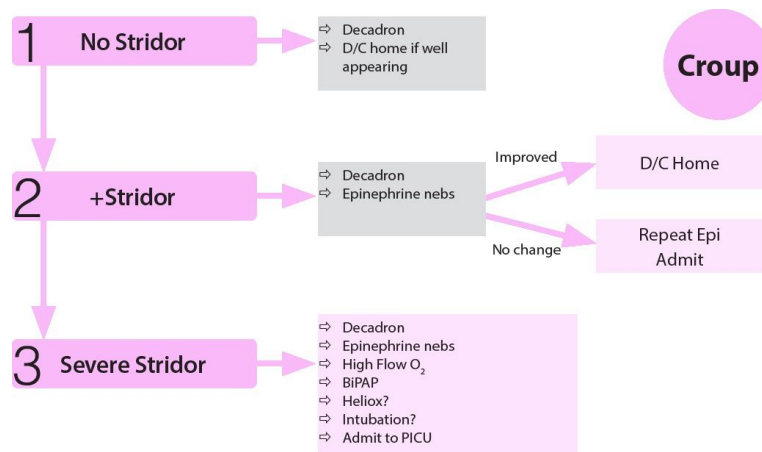 Croup
1 No Stridor
⇨ Decadron
⇨ D/C home if well
appearing
2 +Stridor
⇨ Decadron
⇨ Epinephrine nebs
Improved
D/C Home
No change
Repeat Epi
Admit
3 Severe Stridor
⇨ Decadron
⇨ Epinephrine nebs
⇨ High Flow O₂
⇨ BiPAP
⇨ Heliox?
⇨ Intubation?
⇨ Admit to PICU